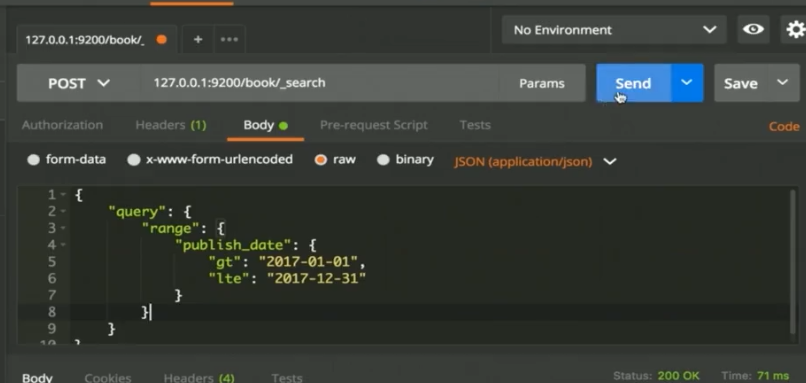 127.0.0.1:9200/book/_
+
•••
No Environment
POST
127.0.0.1:9200/book/_search
Params
Send
Save
Authorization
Headers (1)
Body
Pre-request Script
Tests
Code
form-data
x-www-form-urlencoded
raw
binary
JSON (application/json)
1 {
2 "query": {
3 "range": {
4 "publish_date": {
5 "gt": "2017-01-01",
6 "lte": "2017-12-31"
7 }
8 }
9 }
10 }
Body
Cookies
Headers (4)
Tests
Status: 200 OK
Time: 71 ms